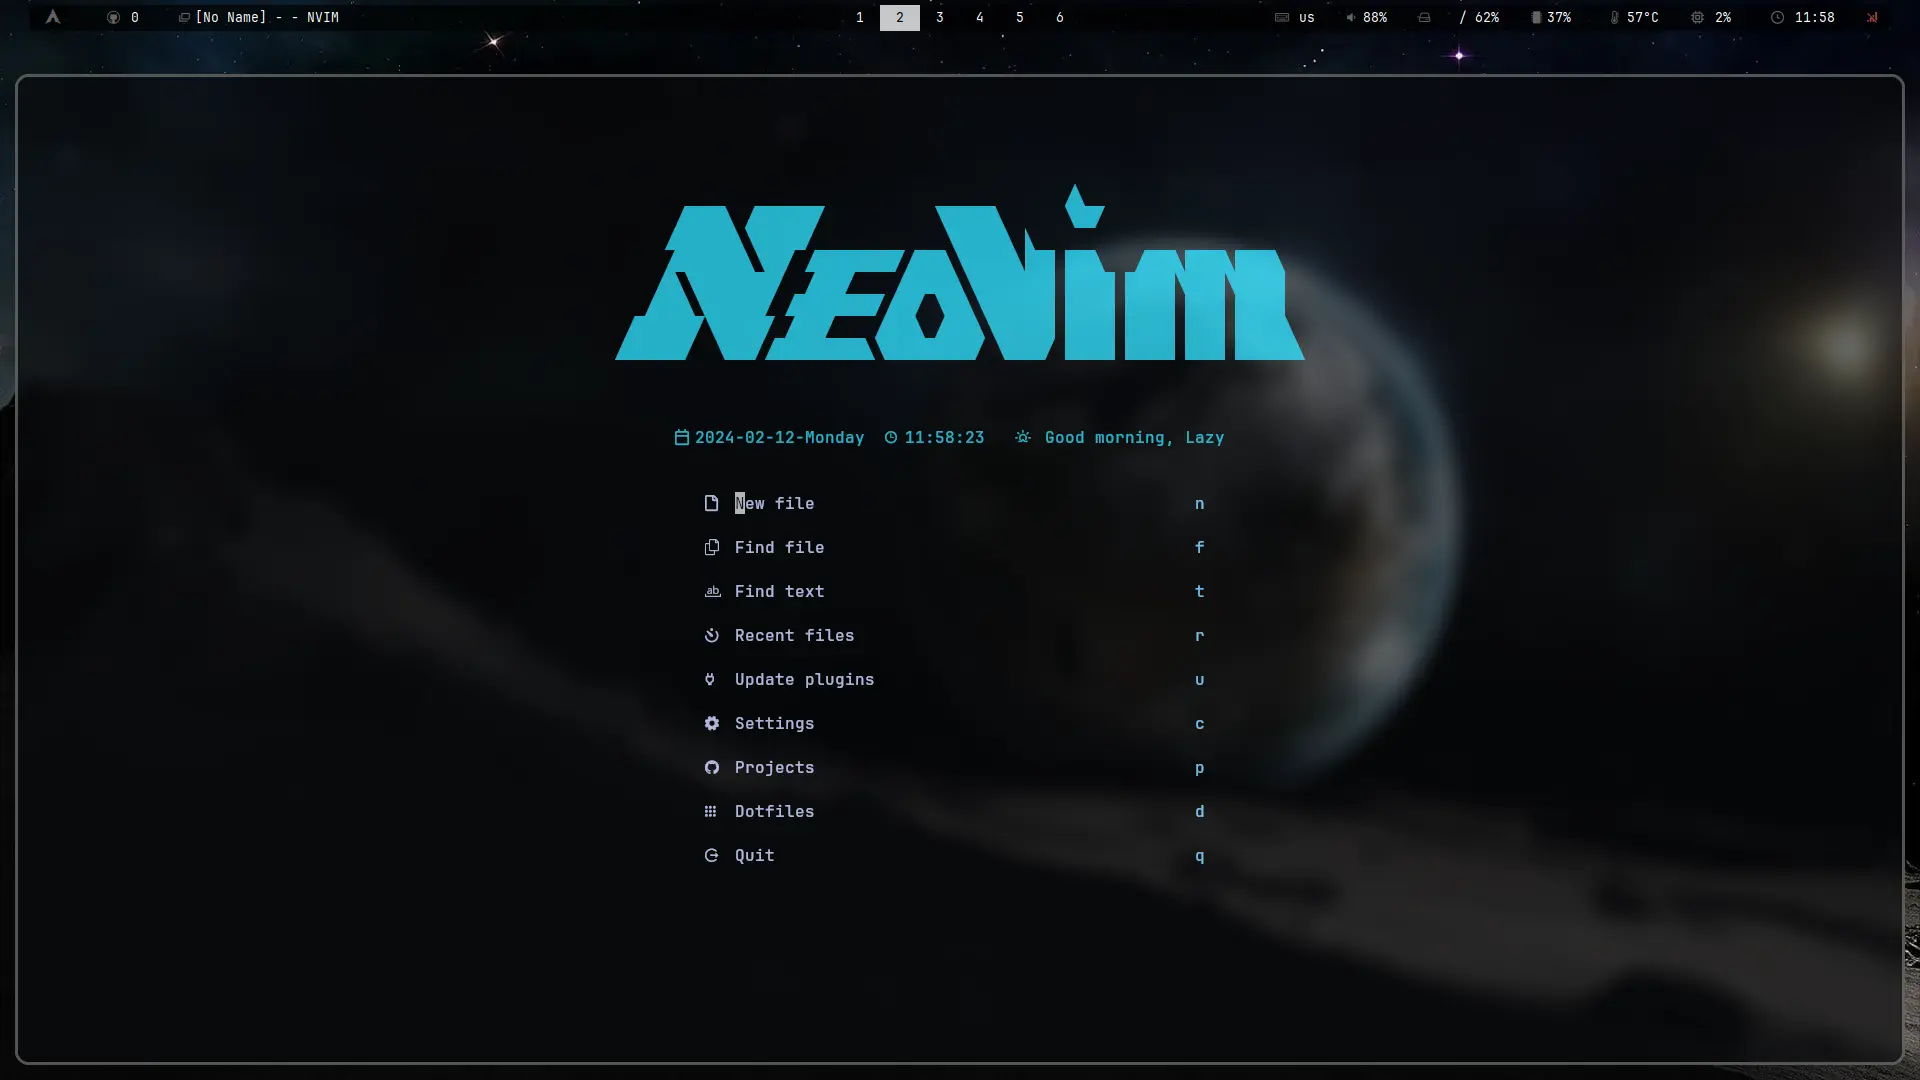 0 [No Name] - - NVIM 1 2 3 4 5 6 us 88% / 62% 37% 57°C 2% 11:58
NEOVIM
2024-02-12-Monday 11:58:23 Good morning, Lazy
New file n
Find file f
ab Find text t
Recent files r
Update plugins u
Settings c
Projects p
Dotfiles d
Quit q